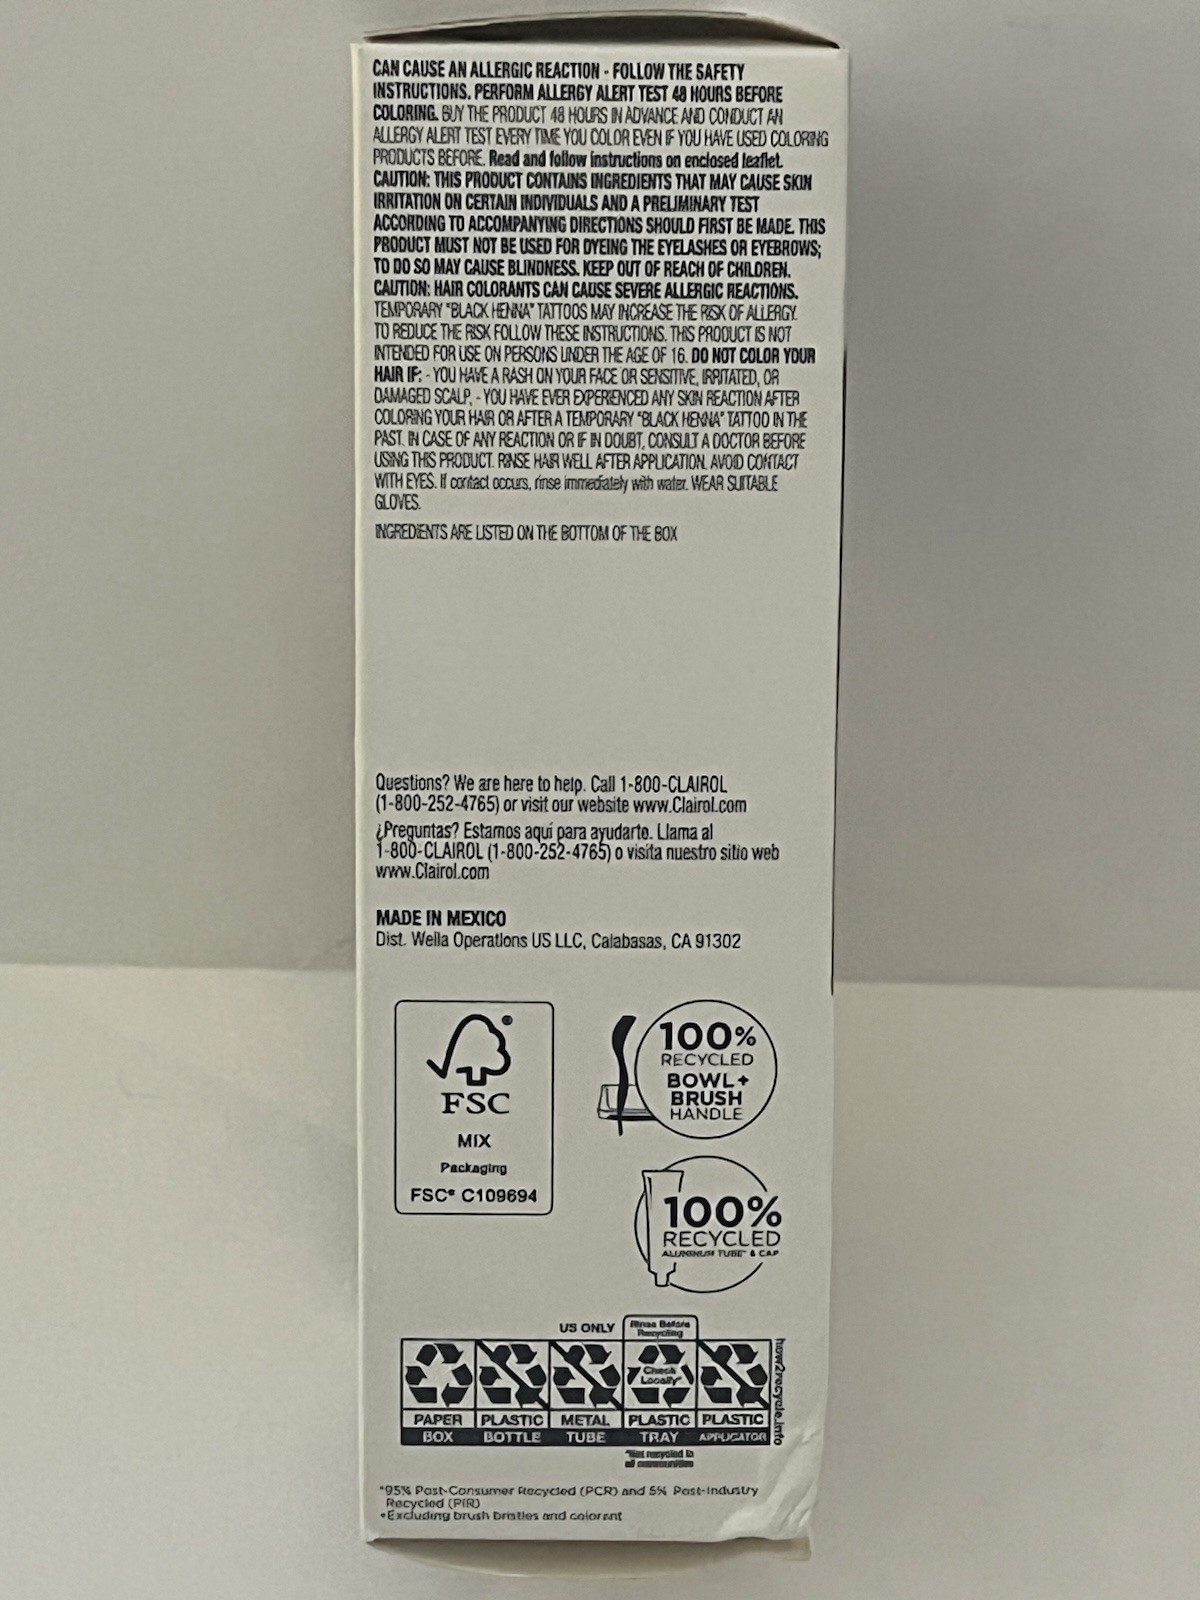 CAN CAUSE AN ALLERGIC REACTION - FOLLOW THE SAFETY
INSTRUCTIONS. PERFORM ALLERGY ALERT TEST 48 HOURS BEFORE
COLORING. BUY THE PRODUCT 48 HOURS IN ADVANCE AND CONDUCT AN
ALLERGY ALERT TEST EVERY TIME YOU COLOR EVEN IF YOU HAVE USED COLORING
PRODUCTS BEFORE. Read and follow instructions on enclosed leaflet.
CAUTION: THIS PRODUCT CONTAINS INGREDIENTS THAT MAY CAUSE SKIN
IRRITATION ON CERTAIN INDIVIDUALS AND A PRELIMINARY TEST
ACCORDING TO ACCOMPANYING DIRECTIONS SHOULD FIRST BE MADE. THIS
PRODUCT MUST NOT BE USED FOR DYEING THE EYELASHES OR EYEBROWS;
TO DO SO MAY CAUSE BLINDNESS. KEEP OUT OF REACH OF CHILDREN.
CAUTION: HAIR COLORANTS CAN CAUSE SEVERE ALLERGIC REACTIONS.
TEMPORARY "BLACK HENNA" TATTOOS MAY INCREASE THE RISK OF ALLERGY.
TO REDUCE THE RISK FOLLOW THESE INSTRUCTIONS. THIS PRODUCT IS NOT
INTENDED FOR USE ON PERSONS UNDER THE AGE OF 16. DO NOT COLOR YOUR
HAIR IF: - YOU HAVE A RASH ON YOUR FACE OR SENSITIVE, IRRITATED, OR
DAMAGED SCALP, - YOU HAVE EVER EXPERIENCED ANY SKIN REACTION AFTER
COLORING YOUR HAIR OR AFTER A TEMPORARY "BLACK HENNA" TATTOO IN THE
PAST. IN CASE OF ANY REACTION OR IF IN DOUBT, CONSULT A DOCTOR BEFORE
USING THIS PRODUCT. RINSE HAIR WELL AFTER APPLICATION. AVOID CONTACT
WITH EYES. If contact occurs, rinse immediately with water. WEAR SUITABLE
GLOVES.
INGREDIENTS ARE LISTED ON THE BOTTOM OF THE BOX
Questions? We are here to help. Call 1-800-CLAIROL
(1-800-252-4765) or visit our website www.Clairol.com
¿Preguntas? Estamos aquí para ayudarte. Llama al
1-800-CLAIROL (1-800-252-4765) o visita nuestro sitio web
www.Clairol.com
MADE IN MEXICO
Dist. Wella Operations US LLC, Calabasas, CA 91302
®
FSC
MIX
Packaging
FSC® C109694
100%
RECYCLED
BOWL+
BRUSH
HANDLE
100%
RECYCLED
ALUMINUM TUBE* & CAP
US ONLY
Rinse Before
Recycling
Check
Locally*
PAPER
BOX
PLASTIC
BOTTLE
METAL
TUBE
PLASTIC
TRAY
PLASTIC
APPLICATOR
how2recycle.info
*Not recycled in
all communities
*95% Post-Consumer Recycled (PCR) and 5% Post-Industry
Recycled (PIR)
+Excluding brush bristles and colorant